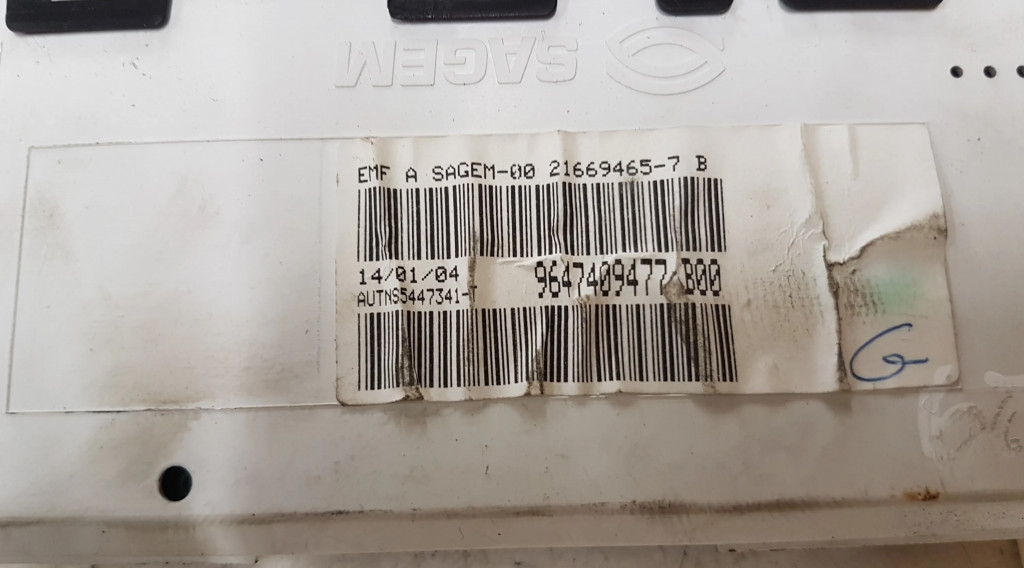 SAGEM
EMF A SAGEM-00 21669465-7 B
14/01/04
9647409477 B00
AUTNS5447341-T
G